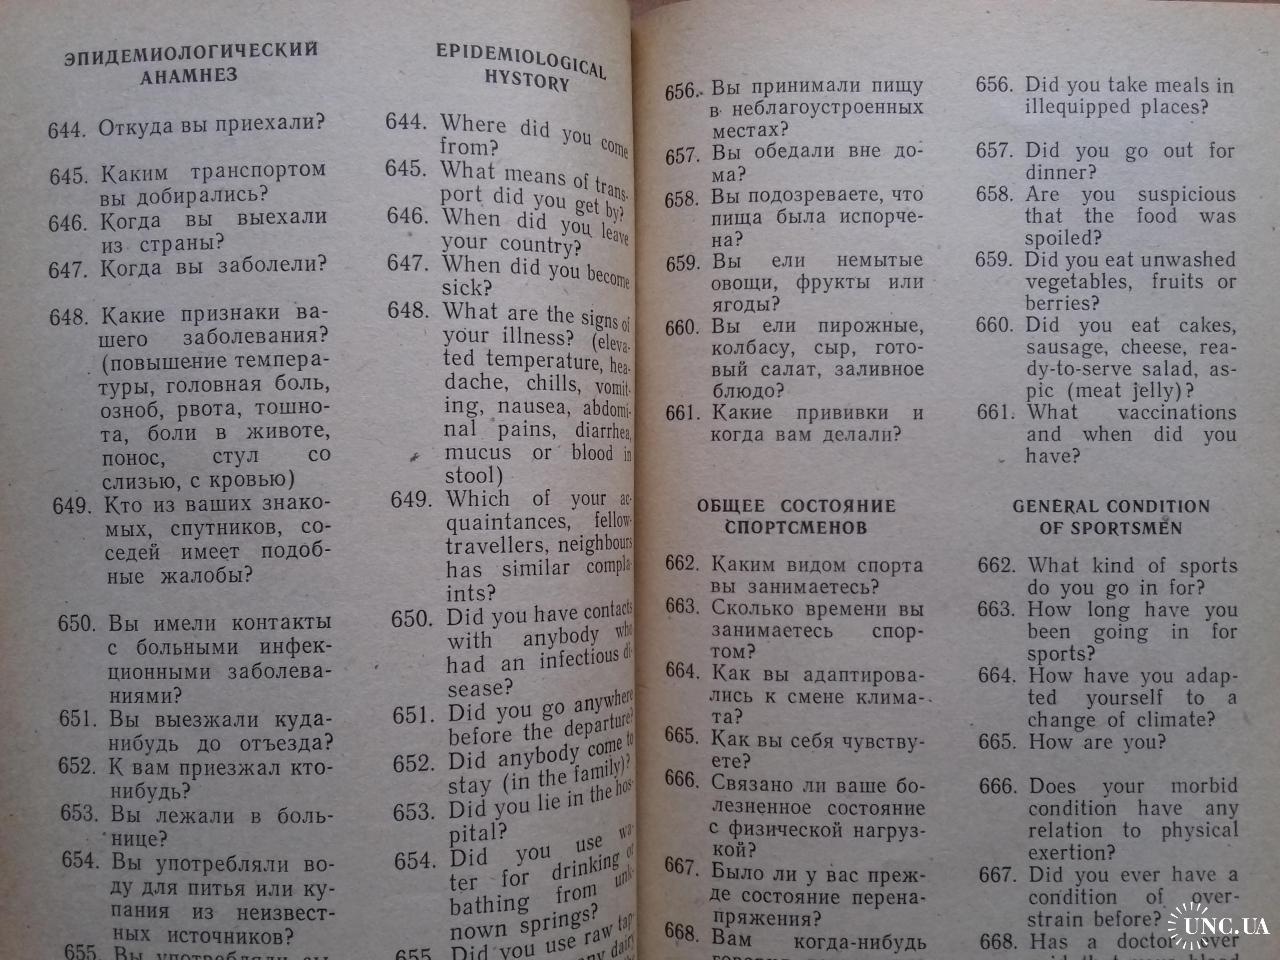 ЭПИДЕМИОЛОГИЧЕСКИЙ
АНАМНЕЗ
644. Откуда вы приехали?
645. Каким транспортом
вы добирались?
646. Когда вы выехали
из страны?
647. Когда вы заболели?
648. Какие признаки ва-
шего заболевания?
(повышение темпера-
туры, головная боль,
озноб, рвота, тошно-
та, боли в животе,
понос, стул со
слизью, с кровью)
649. Кто из ваших знако-
мых, спутников, со-
седей имеет подоб-
ные жалобы?
650. Вы имели контакты
с больными инфек-
ционными заболева-
ниями?
651. Вы выезжали куда-
нибудь до отъезда?
652. К вам приезжал кто-
нибудь?
653. Вы лежали в боль-
нице?
654. Вы употребляли во-
ду для питья или ку-
пания из неизвест-
ных источников?
655. Вы употребляли
EPIDEMIOLOGICAL
HYSTORY
644. Where did you come
from?
645. What means of trans-
port did you get by?
646. When did you leave
your country?
647. When did you become
sick?
648. What are the signs of
your illness? (eleva-
ted temperature, hea-
dache, chills, vomit-
ing, nausea, abdomi-
nal pains, diarrhea,
mucus or blood in
stool)
649. Which of your ac-
quaintances, fellow-
travellers, neighbours
has similar compla-
ints?
650. Did you have contacts
with anybody who
had an infectious di-
sease?
651. Did you go anywhere
before the departure?
652. Did anybody come to
stay (in the family)?
653. Did you lie in the hos-
pital?
654. Did you use wa-
ter for drinking or
bathing from unk-
nown springs?
655. Did you use raw tap-
any dairy
656. Вы принимали пищу
в неблагоустроенных
местах?
657. Вы обедали вне до-
ма?
658. Вы подозреваете, что
пища была испорче-
на?
659. Вы ели немытые
овощи, фрукты или
ягоды?
660. Вы ели пирожные,
колбасу, сыр, гото-
вый салат, заливное
блюдо?
661. Какие прививки и
когда вам делали?
ОБЩЕЕ СОСТОЯНИЕ
СПОРТСМЕНОВ
662. Каким видом спорта
вы занимаетесь?
663. Сколько времени вы
занимаетесь спор-
том?
664. Как вы адаптирова-
лись к смене клима-
та?
665. Как вы себя чувству-
ете?
666. Связано ли ваше бо-
лезненное состояние
с физической нагруз-
кой?
667. Было ли у вас преж-
де состояние перена-
пряжения?
668. Вам когда-нибудь
656. Did you take meals in
illequipped places?
657. Did you go out for
dinner?
658. Are you suspicious
that the food was
spoiled?
659. Did you eat unwashed
vegetables, fruits or
berries?
660. Did you eat cakes,
sausage, cheese, rea-
dy-to-serve salad, as-
pic (meat jelly)?
661. What vaccinations
and when did you
have?
GENERAL CONDITION
OF SPORTSMEN
662. What kind of sports
do you go in for?
663. How long have you
been going in for
sports?
664. How have you adap-
ted yourself to a
change of climate?
665. How are you?
666. Does your morbid
condition have any
relation to physical
exertion?
667. Did you ever have a
condition of over-
strain before?
668. Has a doctor ever
UNC.UA